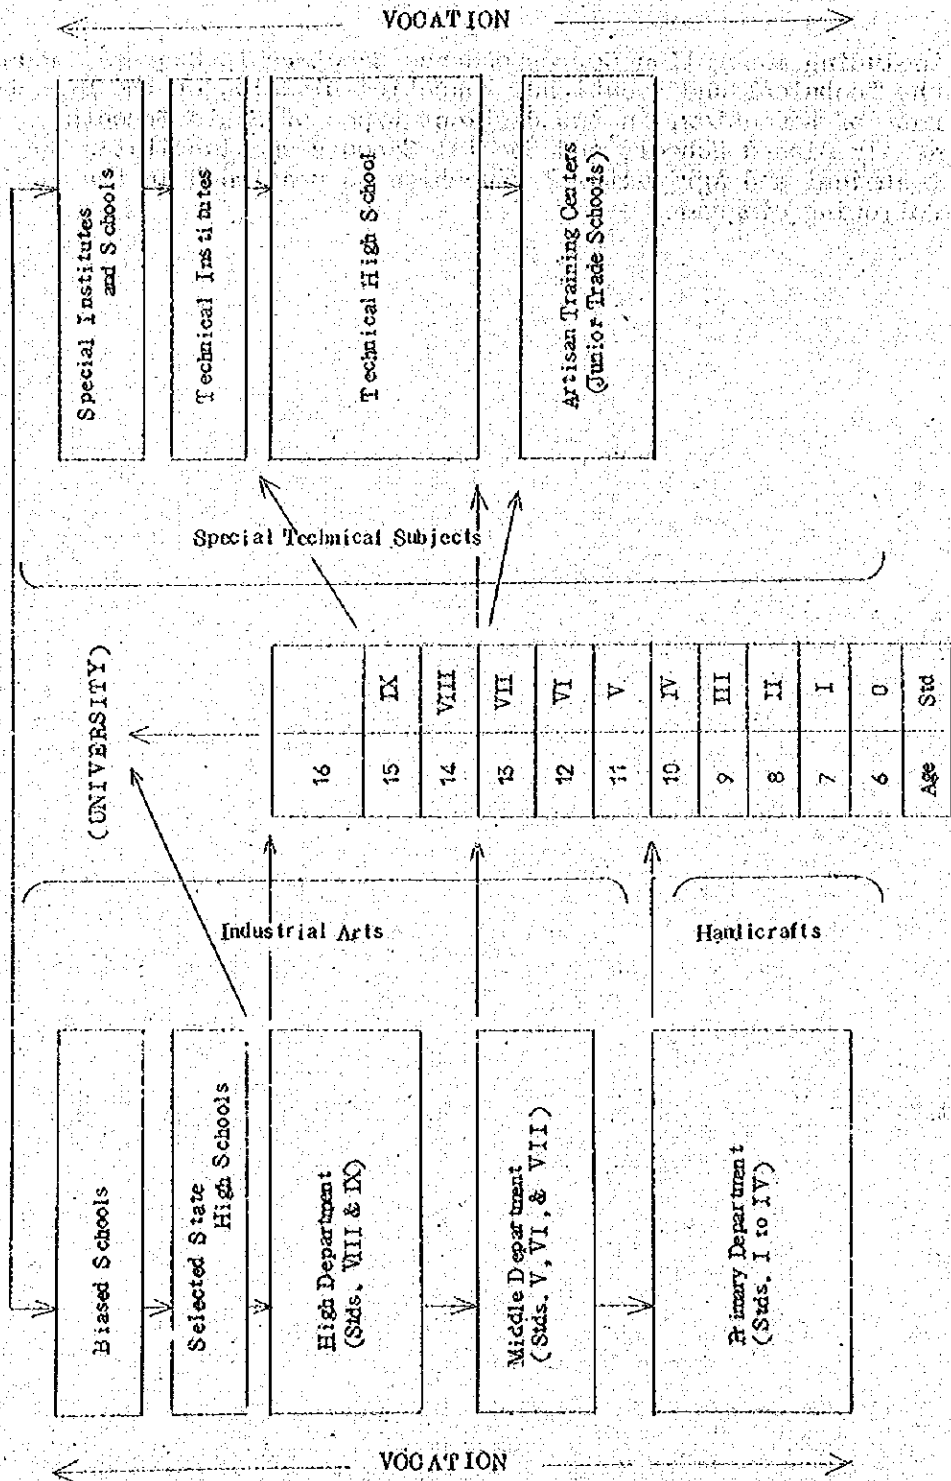 VOCATION
Special Institutes
and Schools
Technical Institutes
Technical High School
Artisan Training Centers
(Junior Trade Schools)
Special Technical Subjects
(UNIVERSITY)
16
15 IX
14 VIII
13 VII
12 VI
11 V
10 IV
9 III
8 II
7 I
6 0
Age Std
Industrial Arts
Handicrafts
Biased Schools
Selected State
High Schools
High Department
(Stds. VIII & IX)
Middle Department
(Stds. V, VI, & VII)
Primary Department
(Stds. I to IV)
VOCATION